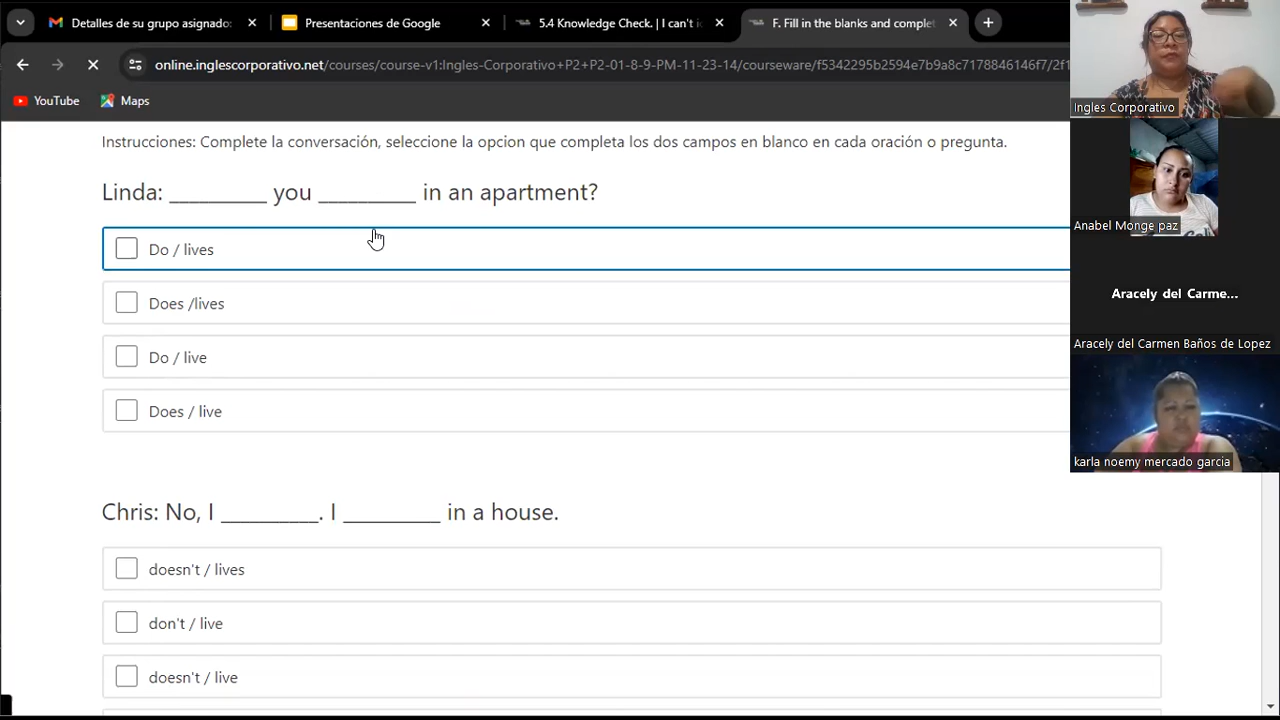 Detalles de su grupo asignado:
Presentaciones de Google
5.4 Knowledge Check. | I can't i
F. Fill in the blanks and complet
online.inglescorporativo.net/courses/course-v1:Ingles-Corporativo+P2+P2-01-8-9-PM-11-23-14/courseware/f5342295b2594e7b9a8c7178846146f7/2f1
YouTube
Maps
Instrucciones: Complete la conversación, seleccione la opcion que completa los dos campos en blanco en cada oración o pregunta.
Linda: __________ you __________ in an apartment?
Do / lives
Does /lives
Do / live
Does / live
Chris: No, I __________. I __________ in a house.
doesn't / lives
don't / live
doesn't / live
Ingles Corporativo
Anabel Monge paz
Aracely del Carme...
Aracely del Carmen Baños de Lopez
karla noemy mercado garcia